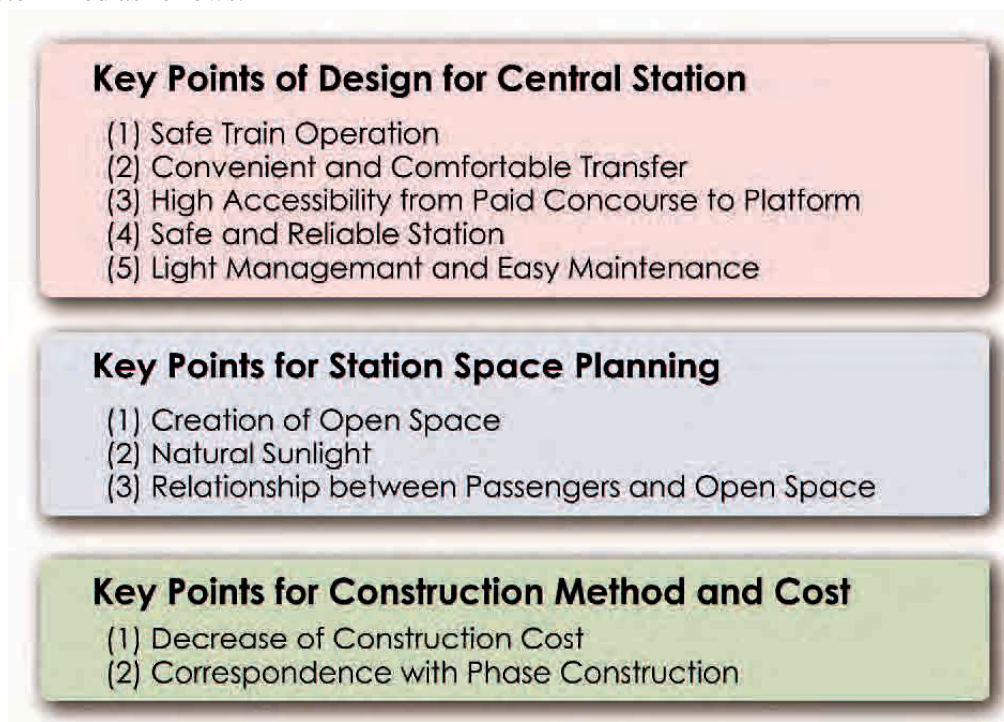 Key Points of Design for Central Station
(1) Safe Train Operation
(2) Convenient and Comfortable Transfer
(3) High Accessibility from Paid Concourse to Platform
(4) Safe and Reliable Station
(5) Light Managemant and Easy Maintenance
Key Points for Station Space Planning
(1) Creation of Open Space
(2) Natural Sunlight
(3) Relationship between Passengers and Open Space
Key Points for Construction Method and Cost
(1) Decrease of Construction Cost
(2) Correspondence with Phase Construction